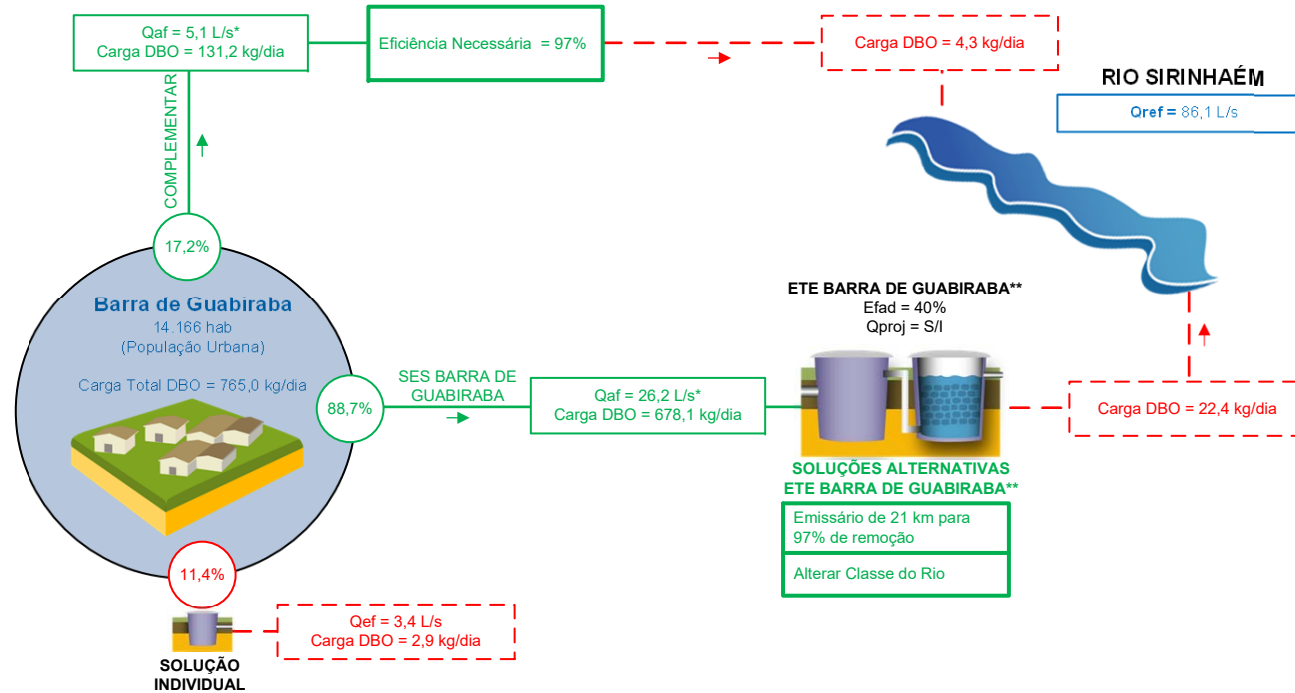 Qaf = 5,1 L/s*
Carga DBO = 131,2 kg/dia
Eficiência Necessária = 97%
Carga DBO = 4,3 kg/dia
RIO SIRINHAÉM
Qref = 86,1 L/s
COMPLEMENTAR
17,2%
Barra de Guabiraba
14.166 hab
(População Urbana)
Carga Total DBO = 765,0 kg/dia
88,7%
SES BARRA DE
GUABIRABA
Qaf = 26,2 L/s*
Carga DBO = 678,1 kg/dia
ETE BARRA DE GUABIRABA**
Efad = 40%
Qproj = S/I
Carga DBO = 22,4 kg/dia
SOLUÇÕES ALTERNATIVAS
ETE BARRA DE GUABIRABA**
Emissário de 21 km para
97% de remoção
Alterar Classe do Rio
11,4%
Qef = 3,4 L/s
Carga DBO = 2,9 kg/dia
SOLUÇÃO
INDIVIDUAL